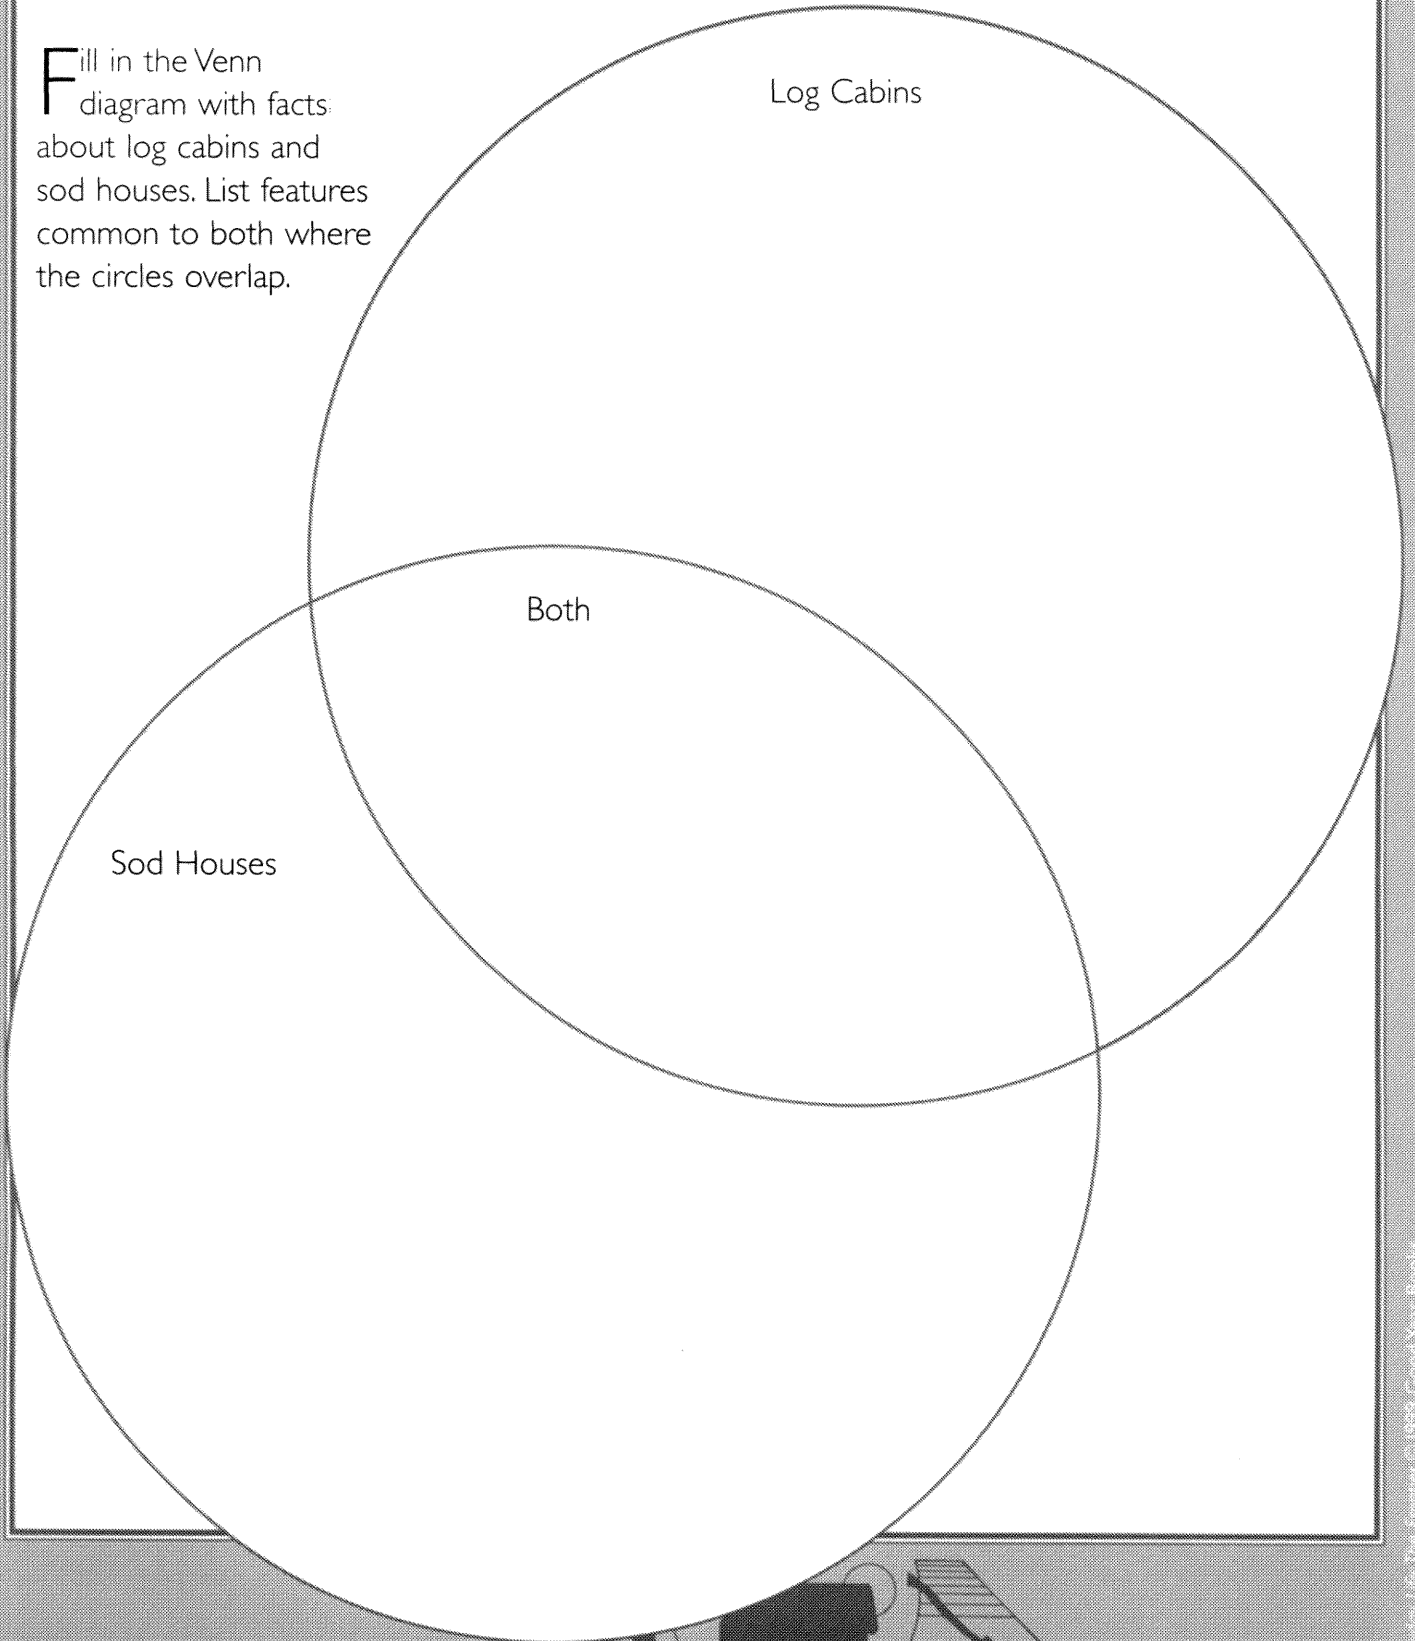 Fill in the Venn
diagram with facts
about log cabins and
sod houses. List features
common to both where
the circles overlap.
Log Cabins
Both
Sod Houses